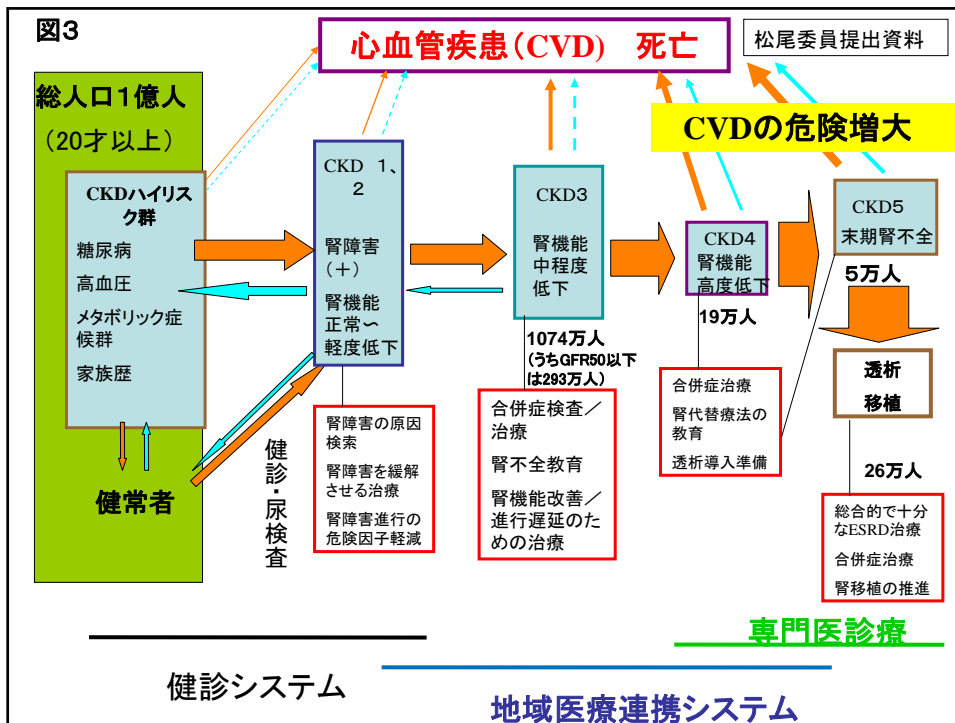 図3
心血管疾患(CVD) 死亡
松尾委員提出資料
総人口1億人
(20才以上)
CVDの危険増大
CKDハイリス
ク群
糖尿病
高血圧
メタボリック症
候群
家族歴
健常者
CKD 1、
2
腎障害
(+)
腎機能
正常~
軽度低下
CKD3
腎機能
中程度
低下
CKD4
腎機能
高度低下
CKD5
末期腎不全
1074万人
(うちGFR50以下
は293万人)
19万人
5万人
透析
移植
26万人
健診・尿検査
腎障害の原因
検索
腎障害を緩解
させる治療
腎障害進行の
危険因子軽減
合併症検査/
治療
腎不全教育
腎機能改善/
進行遅延のた
めの治療
合併症治療
腎代替療法の
教育
透析導入準備
総合的で十分
なESRD治療
合併症治療
腎移植の推進
専門医診療
健診システム
地域医療連携システム